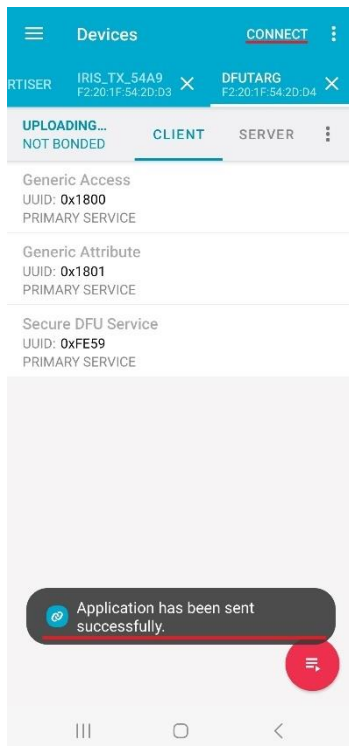 Devices
CONNECT
RTISER
IRIS_TX_54A9
F2:20:1F:54:2D:D3
DFUTARG
F2:20:1F:54:2D:D4
UPLOADING...
NOT BONDED
CLIENT
SERVER
Generic Access
UUID: 0x1800
PRIMARY SERVICE
Generic Attribute
UUID: 0x1801
PRIMARY SERVICE
Secure DFU Service
UUID: 0xFE59
PRIMARY SERVICE
Application has been sent
successfully.